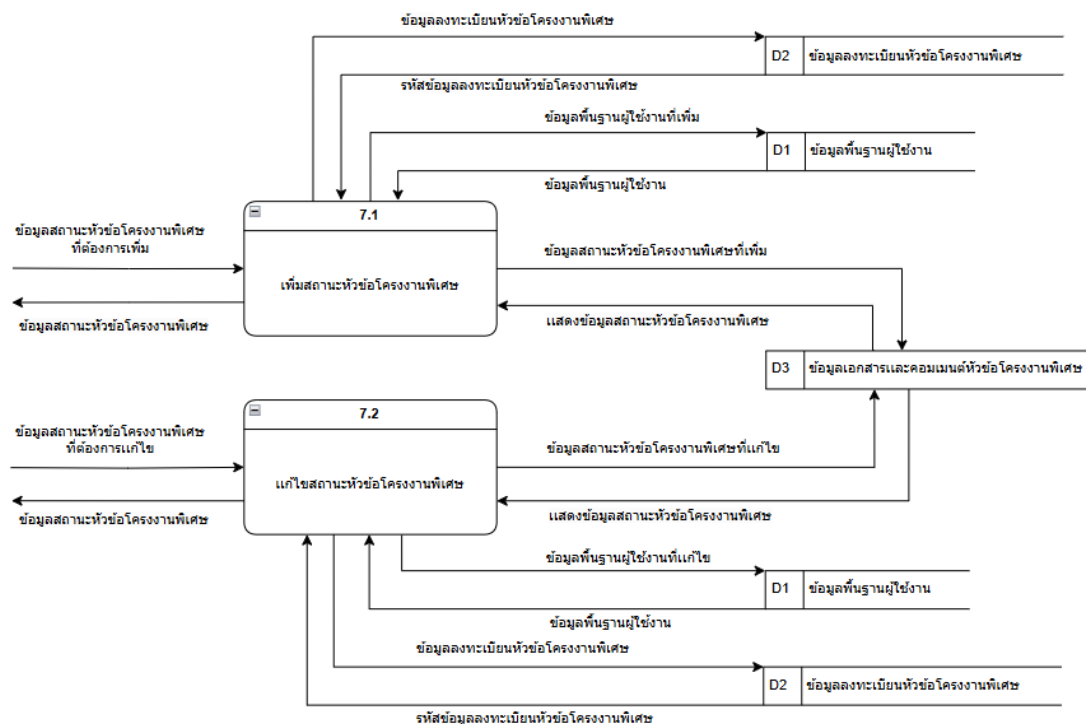 ข้อมูลลงทะเบียนหัวข้อโครงงานพิเศษ
D2 ข้อมูลลงทะเบียนหัวข้อโครงงานพิเศษ
รหัสข้อมูลลงทะเบียนหัวข้อโครงงานพิเศษ
ข้อมูลพื้นฐานผู้ใช้งานที่เพิ่ม
D1 ข้อมูลพื้นฐานผู้ใช้งาน
ข้อมูลพื้นฐานผู้ใช้งาน
7.1
ข้อมูลสถานะหัวข้อโครงงานพิเศษ
ที่ต้องการเพิ่ม
ข้อมูลสถานะหัวข้อโครงงานพิเศษที่เพิ่ม
เพิ่มสถานะหัวข้อโครงงานพิเศษ
ข้อมูลสถานะหัวข้อโครงงานพิเศษ
แสดงข้อมูลสถานะหัวข้อโครงงานพิเศษ
D3 ข้อมูลเอกสารและคอมเมนต์หัวข้อโครงงานพิเศษ
7.2
ข้อมูลสถานะหัวข้อโครงงานพิเศษ
ที่ต้องการแก้ไข
ข้อมูลสถานะหัวข้อโครงงานพิเศษที่แก้ไข
แก้ไขสถานะหัวข้อโครงงานพิเศษ
ข้อมูลสถานะหัวข้อโครงงานพิเศษ
แสดงข้อมูลสถานะหัวข้อโครงงานพิเศษ
ข้อมูลพื้นฐานผู้ใช้งานที่แก้ไข
D1 ข้อมูลพื้นฐานผู้ใช้งาน
ข้อมูลพื้นฐานผู้ใช้งาน
ข้อมูลลงทะเบียนหัวข้อโครงงานพิเศษ
D2 ข้อมูลลงทะเบียนหัวข้อโครงงานพิเศษ
รหัสข้อมูลลงทะเบียนหัวข้อโครงงานพิเศษ